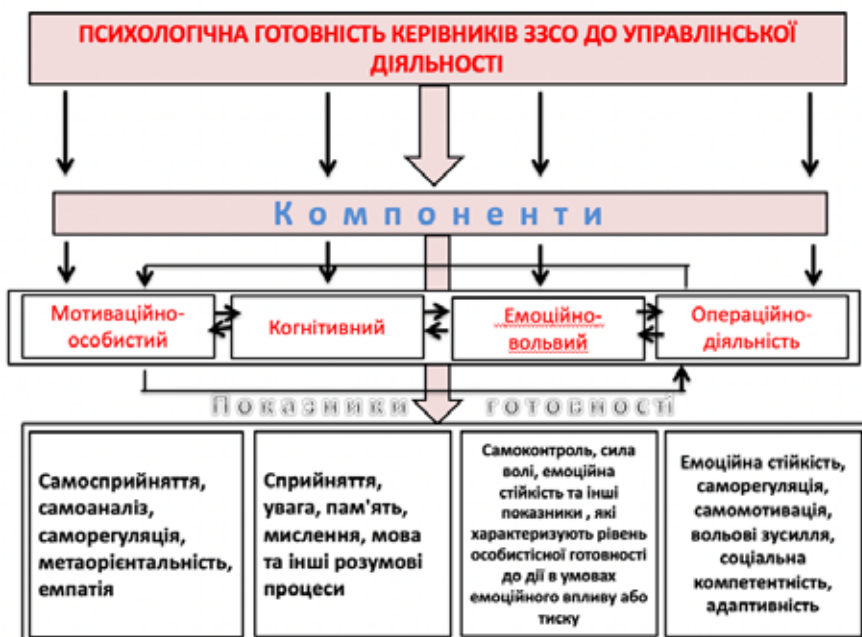 ПСИХОЛОГІЧНА ГОТОВНІСТЬ КЕРІВНИКІВ ЗЗСО ДО УПРАВЛІНСЬКОЇ
ДІЯЛЬНОСТІ
Компоненти
Мотиваційно-
особистий
Когнітивний
Емоційно-
вольвий
Операційно-
діяльність
Показники готовності
Самосприйняття,
самоаналіз,
саморегуляція,
метаорієнтальність,
емпатія
Сприйняття,
увага, пам'ять,
мислення, мова
та інші розумові
процеси
Самоконтроль, сила
волі, емоційна
стійкість та інші
показники , які
характеризують рівень
особистісної готовності
до дії в умовах
емоційного впливу або
тиску
Емоційна стійкість,
саморегуляція,
самомотивація,
вольові зусилля,
соціальна
компетентність,
адаптивність